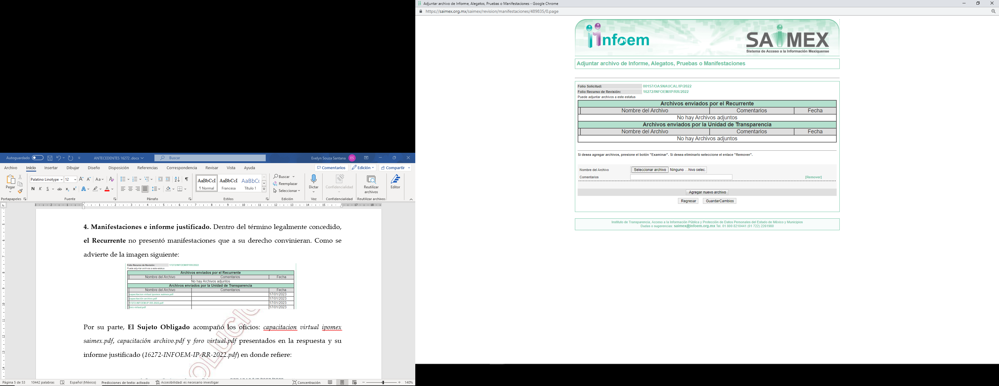 Autoguardado
ANTECEDENTES 16272 .docx
Buscar
Evelyn Souza Santana
ES
Archivo Inicio Insertar Dibujar Diseño Disposición Referencias Correspondencia Revisar Vista Ayuda
Comentarios Edición Compartir
Pegar
Palatino Linotype 12
N K S ab x₂ x² A A
AaBbCcI AaBbCcI AaBbCc
¶ Normal Francesa Título 1
Buscar
Reemplazar
Seleccionar
Dictar
Confidencialidad
Reutilizar archivos
Editor
Portapapeles Fuente Párrafo Estilos Edición Voz Confidencialidad Reutilizar archivos
4. Manifestaciones e informe justificado. Dentro del término legalmente concedido,
el Recurrente no presentó manifestaciones que a su derecho convinieran. Como se
advierte de la imagen siguiente:
Folio Recurso de Revisión: 17272/INFOEM/IP/RR/2022
Puede adjuntar archivos a este estatus
Archivos enviados por el Recurrente
Nombre del Archivo Comentarios Fecha
No hay Archivos adjuntos
Archivos enviados por la Unidad de Transparencia
Nombre del Archivo Comentarios Fecha
capacitacion virtual ipomex saimex.pdf 17/01/2023
capacitación archivo.pdf 17/01/2023
17272-INFOEM-IP-RR-2022.pdf 17/01/2023
foro virtual.pdf 17/01/2023
Por su parte, El Sujeto Obligado acompañó los oficios: capacitacion virtual ipomex
saimex.pdf, capacitación archivo.pdf y foro virtual.pdf presentados en la respuesta y su
informe justificado (16272-INFOEM-IP-RR-2022.pdf) en donde refiere:
Página 5 de 53 10442 palabras Español (México) Predicciones de texto: activado Accesibilidad: es necesario investigar Concentración 140%
Adjuntar archivo de Informe, Alegatos, Pruebas o Manifestaciones - Google Chrome
https://saimex.org.mx/saimex/revision/manifestaciones/489835/0.page
infoem
SAIMEX
Sistema de Acceso a la Información Mexiquense
Adjuntar archivo de Informe, Alegatos, Pruebas o Manifestaciones
Folio Solicitud: 00157/OASNAUCAL/IP/2022
Folio Recurso de Revisión: 16272/INFOEM/IP/RR/2022
Puede adjuntar archivos a este estatus
Archivos enviados por el Recurrente
Nombre del Archivo Comentarios Fecha
No hay Archivos adjuntos
Archivos enviados por la Unidad de Transparencia
Nombre del Archivo Comentarios Fecha
No hay Archivos adjuntos
Si desea agregar archivos, presione el botón "Examinar". Si desea eliminarlo seleccione el enlace "Remover".
Nombre del Archivo Seleccionar archivo Ninguno ...hivo selec.
Comentarios [Remover]
Agregar nuevo archivo
Regresar GuardarCambios
Instituto de Transparencia, Acceso a la Información Pública y Protección de Datos Personales del Estado de México y Municipios
Dudas o sugerencias: saimex@infoem.org.mx Tel. 01 800 8210441 (01 722) 2261980